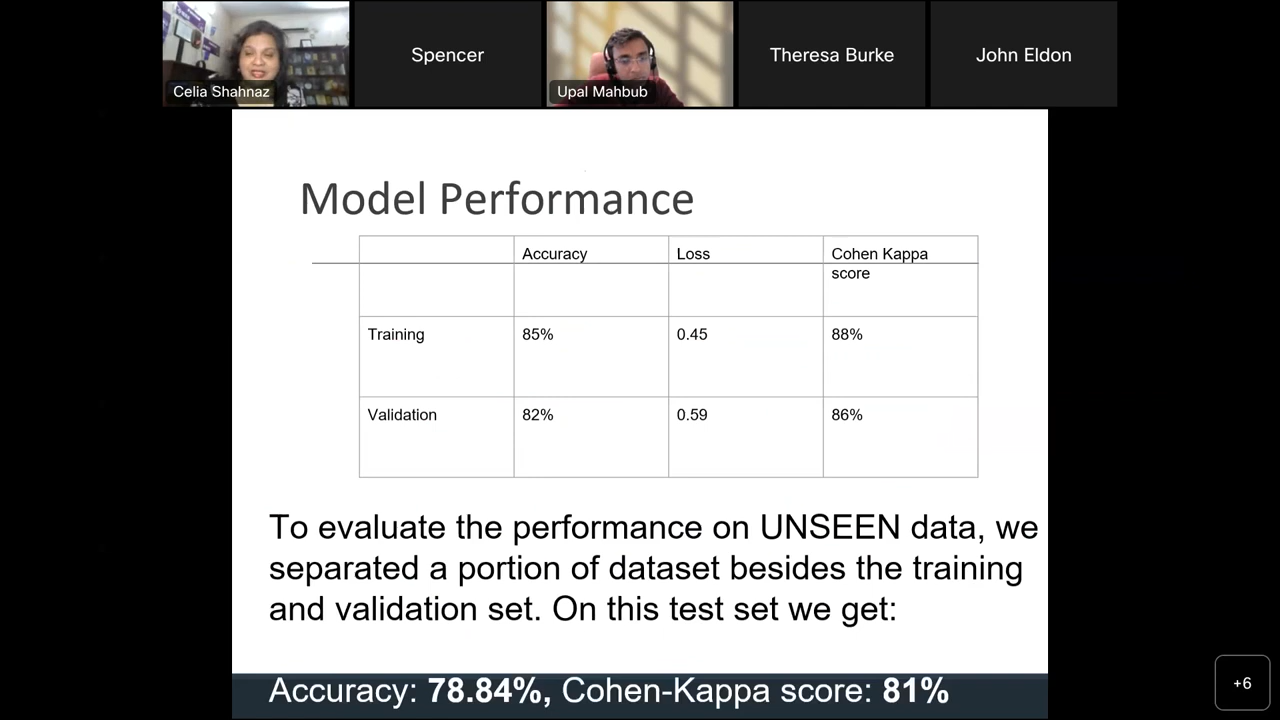 Celia Shahnaz
Spencer
Upal Mahbub
Theresa Burke
John Eldon
Model Performance
Accuracy Loss Cohen Kappa
score
Training 85% 0.45 88%
Validation 82% 0.59 86%
To evaluate the performance on UNSEEN data, we
separated a portion of dataset besides the training
and validation set. On this test set we get:
Accuracy: 78.84%, Cohen-Kappa score: 81%
+6